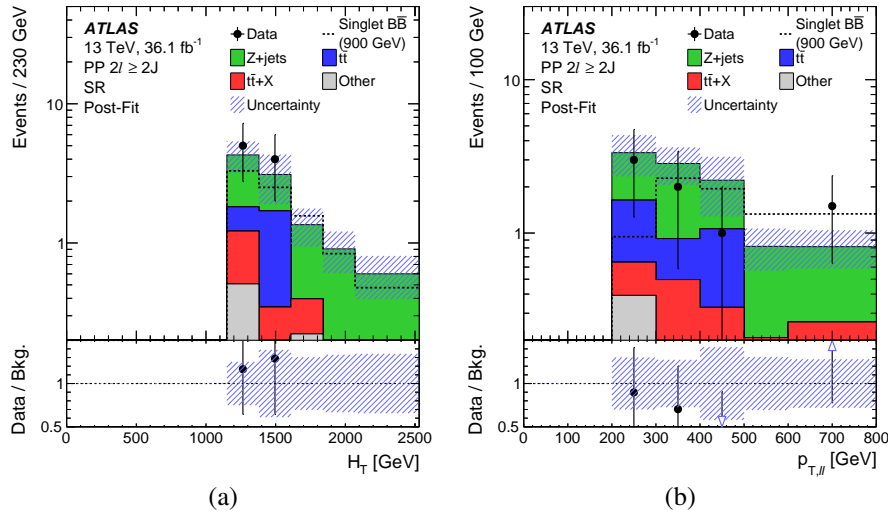 Events / 230 GeV
ATLAS
13 TeV, 36.1 fb⁻¹
PP 2l ≥ 2J
SR
Post-Fit
Data
Singlet BB̄
(900 GeV)
Z+jets
tt̄
tt̄+X
Other
Uncertainty
10
1
Data / Bkg.
1
0.5
0 500 1000 1500 2000 2500
H_T [GeV]
(a)
Events / 100 GeV
ATLAS
13 TeV, 36.1 fb⁻¹
PP 2l ≥ 2J
SR
Post-Fit
Data
Singlet BB̄
(900 GeV)
Z+jets
tt̄
tt̄+X
Other
Uncertainty
10
1
Data / Bkg.
1
0.5
0 100 200 300 400 500 600 700 800
p_T,ll [GeV]
(b)